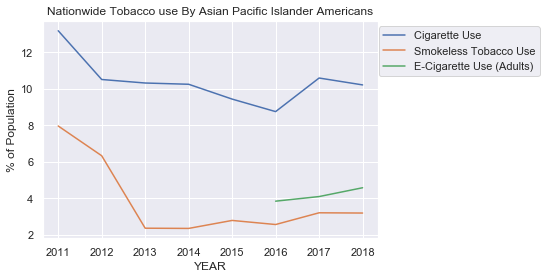 Nationwide Tobacco use By Asian Pacific Islander Americans
Cigarette Use
Smokeless Tobacco Use
E-Cigarette Use (Adults)
% of Population
12
10
8
6
4
2
2011 2012 2013 2014 2015 2016 2017 2018
YEAR